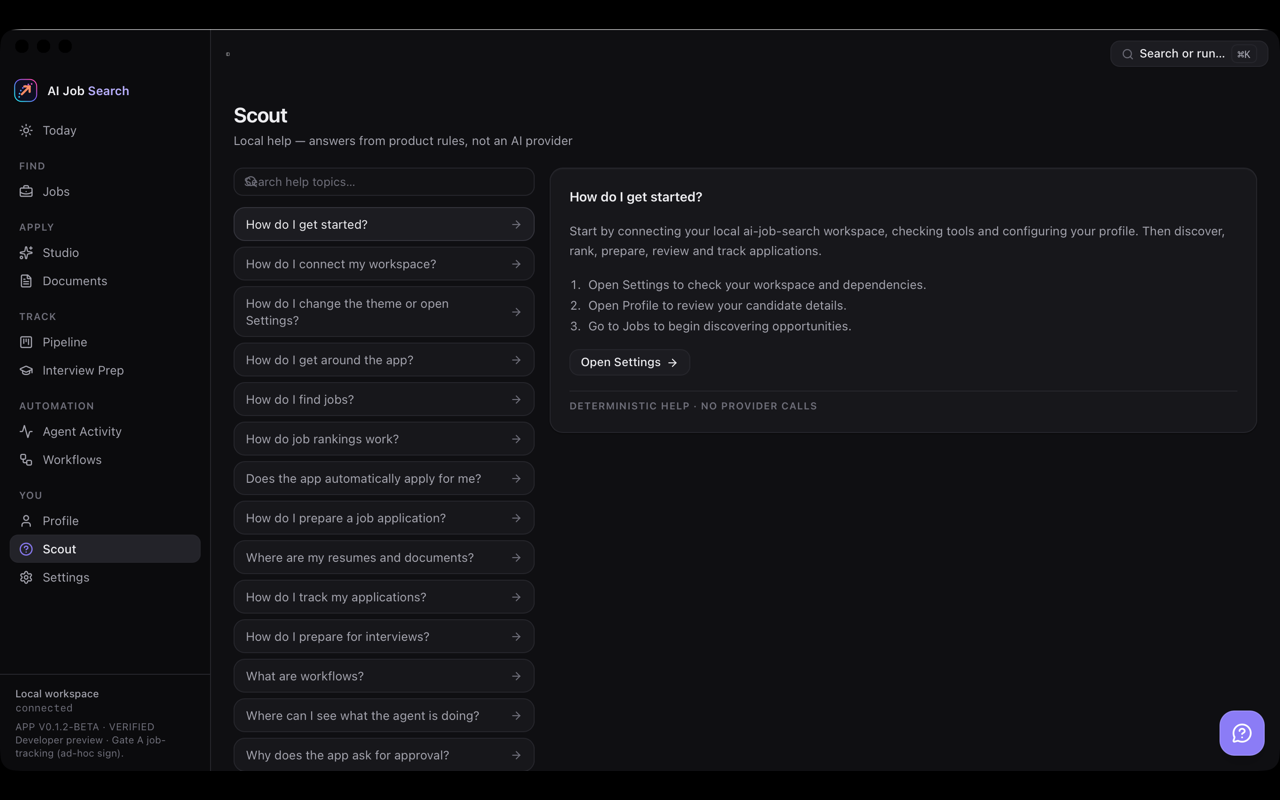 AI Job Search
Today
FIND
Jobs
APPLY
Studio
Documents
TRACK
Pipeline
Interview Prep
AUTOMATION
Agent Activity
Workflows
YOU
Profile
Scout
Settings
Local workspace
connected
APP V0.1.2-BETA · VERIFIED
Developer preview · Gate A job-
tracking (ad-hoc sign).
Search or run... ⌘K
Scout
Local help — answers from product rules, not an AI provider
Search help topics...
How do I get started?
How do I connect my workspace?
How do I change the theme or open
Settings?
How do I get around the app?
How do I find jobs?
How do job rankings work?
Does the app automatically apply for me?
How do I prepare a job application?
Where are my resumes and documents?
How do I track my applications?
How do I prepare for interviews?
What are workflows?
Where can I see what the agent is doing?
Why does the app ask for approval?
How do I get started?
Start by connecting your local ai-job-search workspace, checking tools and configuring your profile. Then discover,
rank, prepare, review and track applications.
1. Open Settings to check your workspace and dependencies.
2. Open Profile to review your candidate details.
3. Go to Jobs to begin discovering opportunities.
Open Settings →
DETERMINISTIC HELP · NO PROVIDER CALLS